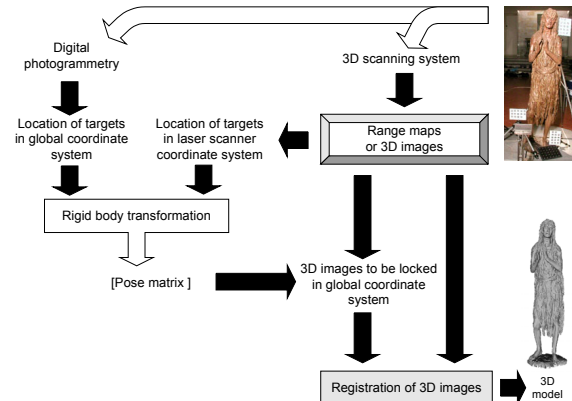 Digital
photogrammetry
3D scanning system
Location of targets
in global coordinate
system
Location of targets
in laser scanner
coordinate system
Range maps
or 3D images
Rigid body transformation
[Pose matrix ]
3D images to be locked
in global coordinate
system
Registration of 3D images
3D
model